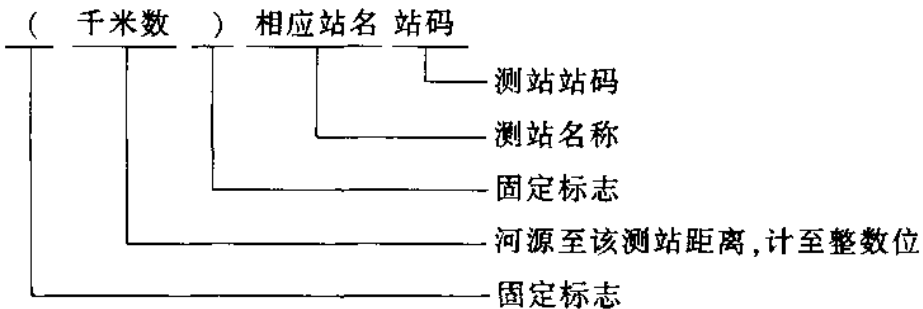 ( 千米数 ) 相应站名 站码
测站站码
测站名称
固定标志
河源至该测站距离,计至整数位
固定标志